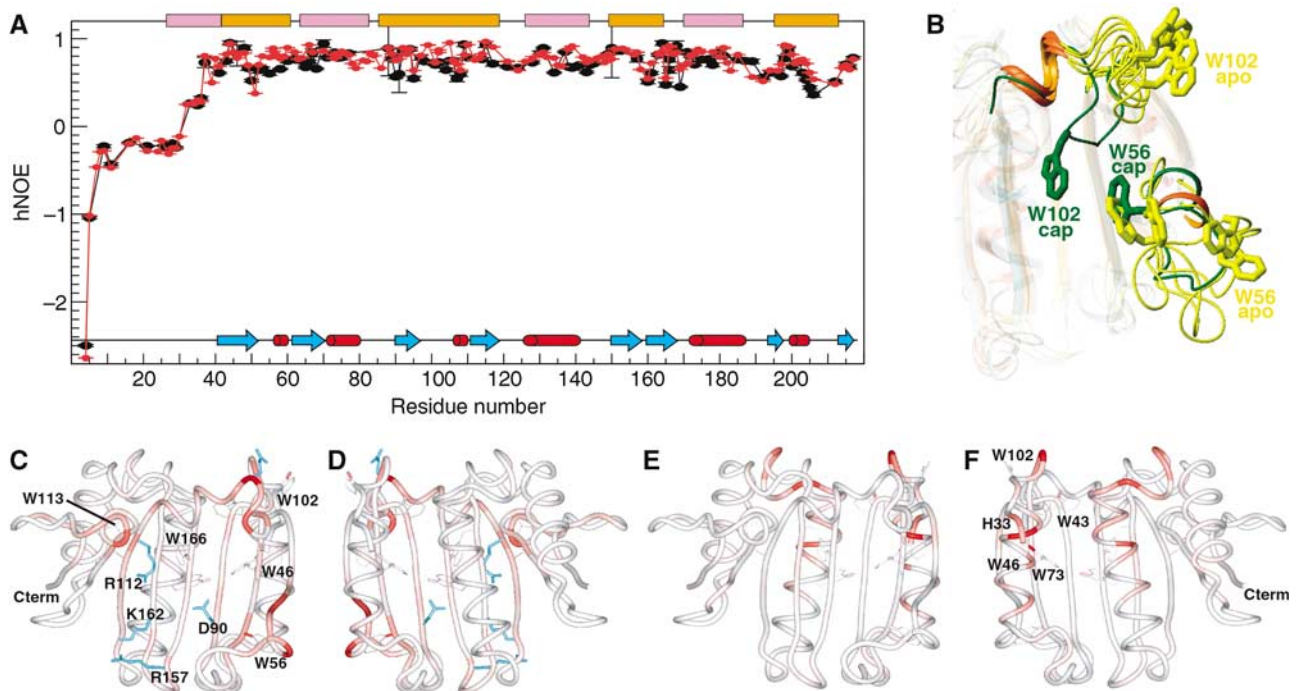 A
B
1
0
−1
−2
hNOE
20 40 60 80 100 120 140 160 180 200
Residue number
W102
apo
W56
cap
W102
cap
W56
apo
C
D
E
F
W113
W102
W166
W46
R112
Cterm
K162
D90
W56
R157
W102
H33
W43
W46
W73
Cterm